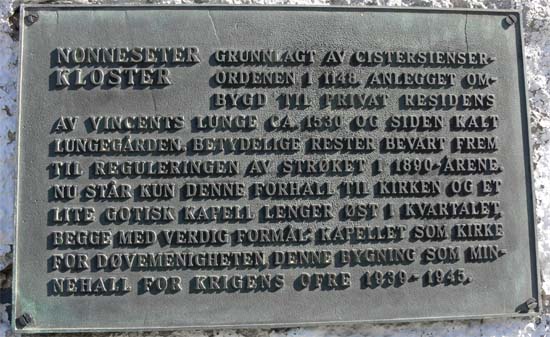 NONNESETER GRUNNLAGT AV CISTERSIENSER-
KLOSTER ORDENEN I 1148. ANLEGGET OM-
BYGD TIL PRIVAT RESIDENS
AV VINCENTS LUNGE CA. 1530 OG SIDEN KALT
LUNGEGÅRDEN. BETYDELIGE RESTER BEVART FREM
TIL REGULERINGEN AV STRØKET I 1890-ÅRENE.
NU STÅR KUN DENNE FORHALL TIL KIRKEN OG ET
LITE GOTISK KAPELL LENGER ØST I KVARTALET,
BEGGE MED VERDIG FORMÅL: KAPELLET SOM KIRKE
FOR DØVEMENIGHETEN, DENNE BYGNING SOM MIN-
NEHALL FOR KRIGENS OFRE 1939-1945.